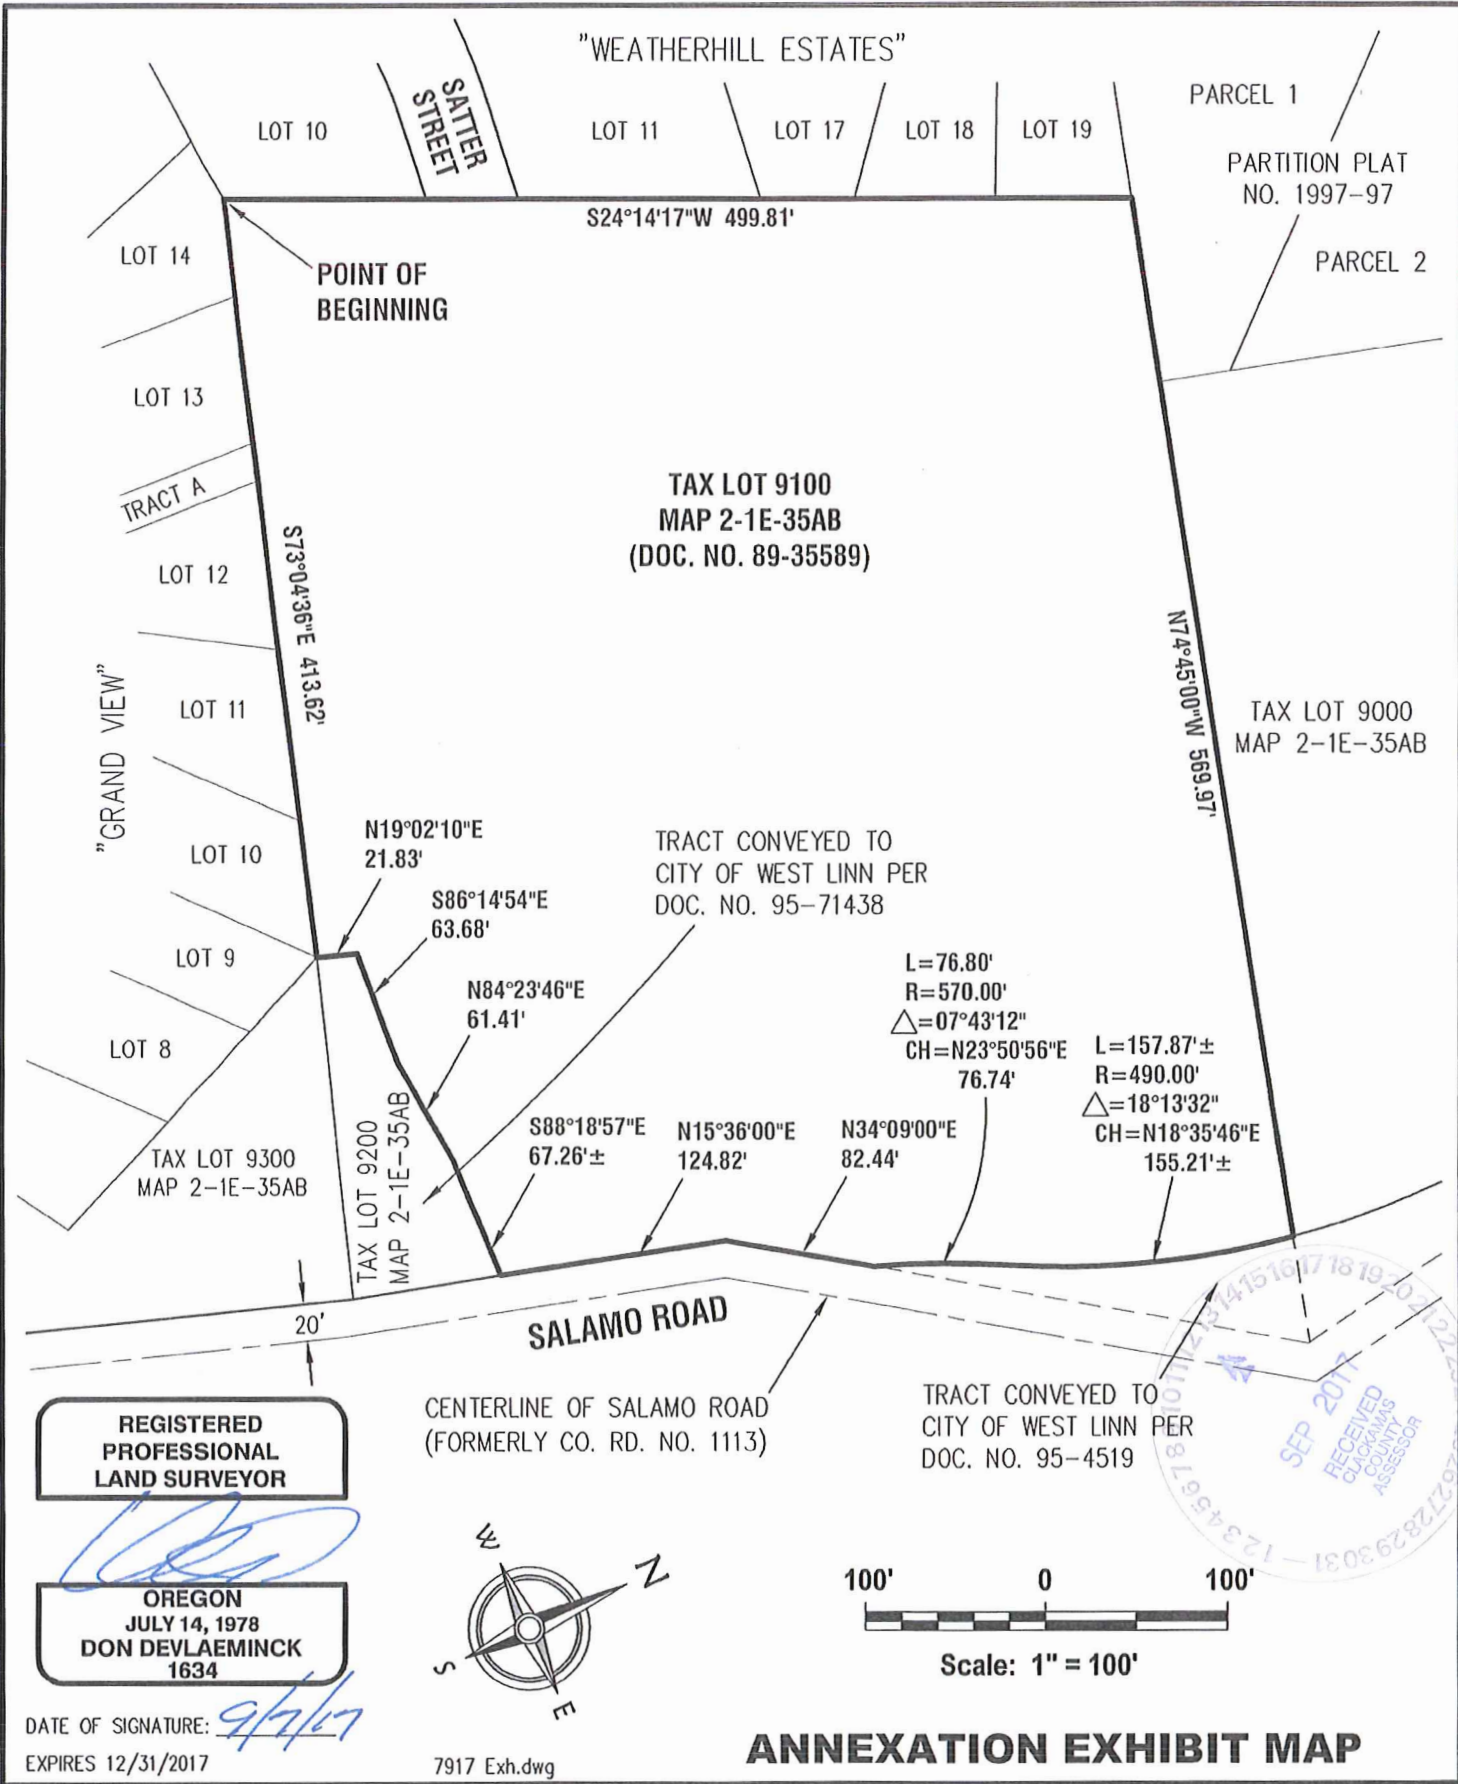 "WEATHERHILL ESTATES"
SATTER
STREET
LOT 10
LOT 11
LOT 17
LOT 18
LOT 19
PARCEL 1
PARTITION PLAT
NO. 1997-97
PARCEL 2
S24°14'17"W 499.81'
POINT OF
BEGINNING
LOT 14
LOT 13
TRACT A
LOT 12
LOT 11
LOT 10
LOT 9
LOT 8
"GRAND VIEW"
S73°04'36"E 413.62'
TAX LOT 9100
MAP 2-1E-35AB
(DOC. NO. 89-35589)
N74°45'00"W 569.97'
TAX LOT 9000
MAP 2-1E-35AB
N19°02'10"E
21.83'
S86°14'54"E
63.68'
N84°23'46"E
61.41'
TRACT CONVEYED TO
CITY OF WEST LINN PER
DOC. NO. 95-71438
L=76.80'
R=570.00'
△=07°43'12"
CH=N23°50'56"E
76.74'
L=157.87'±
R=490.00'
△=18°13'32"
CH=N18°35'46"E
155.21'±
S88°18'57"E
67.26'±
N15°36'00"E
124.82'
N34°09'00"E
82.44'
TAX LOT 9300
MAP 2-1E-35AB
TAX LOT 9200
MAP 2-1E-35AB
20'
SALAMO ROAD
CENTERLINE OF SALAMO ROAD
(FORMERLY CO. RD. NO. 1113)
TRACT CONVEYED TO
CITY OF WEST LINN PER
DOC. NO. 95-4519
SEP 2017
RECEIVED
CLACKAMAS
COUNTY
ASSESSOR
REGISTERED
PROFESSIONAL
LAND SURVEYOR
OREGON
JULY 14, 1978
DON DEVLAEMINCK
1634
DATE OF SIGNATURE: 9/7/17
EXPIRES 12/31/2017
W
N
S
E
7917 Exh.dwg
100' 0 100'
Scale: 1" = 100'
ANNEXATION EXHIBIT MAP